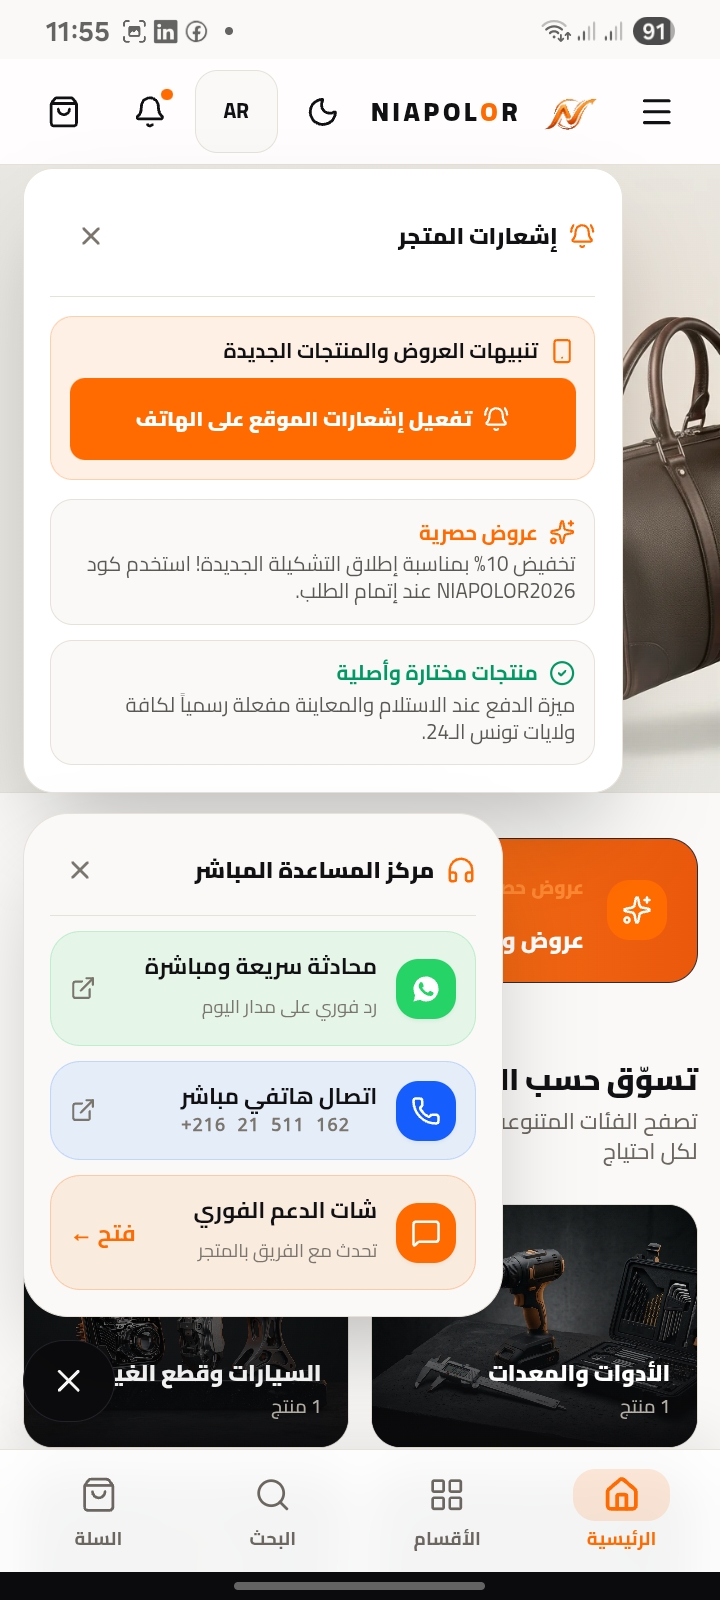 11:55
91
AR
NIAPOLOR
إشعارات المتجر
تنبيهات العروض والمنتجات الجديدة
تفعيل إشعارات الموقع على الهاتف
عروض حصرية
تخفيض 10% بمناسبة إطلاق التشكيلة الجديدة! استخدم كود
NIAPOLOR2026 عند إتمام الطلب.
منتجات مختارة وأصلية
ميزة الدفع عند الاستلام والمعاينة مفعلة رسمياً لكافة
ولايات تونس الـ24.
مركز المساعدة المباشر
محادثة سريعة ومباشرة
رد فوري على مدار اليوم
اتصال هاتفي مباشر
+216 21 511 162
شات الدعم الفوري
تحدث مع الفريق بالمتجر
فتح ←
عروض
عروض و
تسوّق حسب
تصفح الفئات
لكل احتياج
الأدوات والمعدات
1 منتج
السيارات وقطع
1 منتج
الرئيسية
الأقسام
البحث
السلة